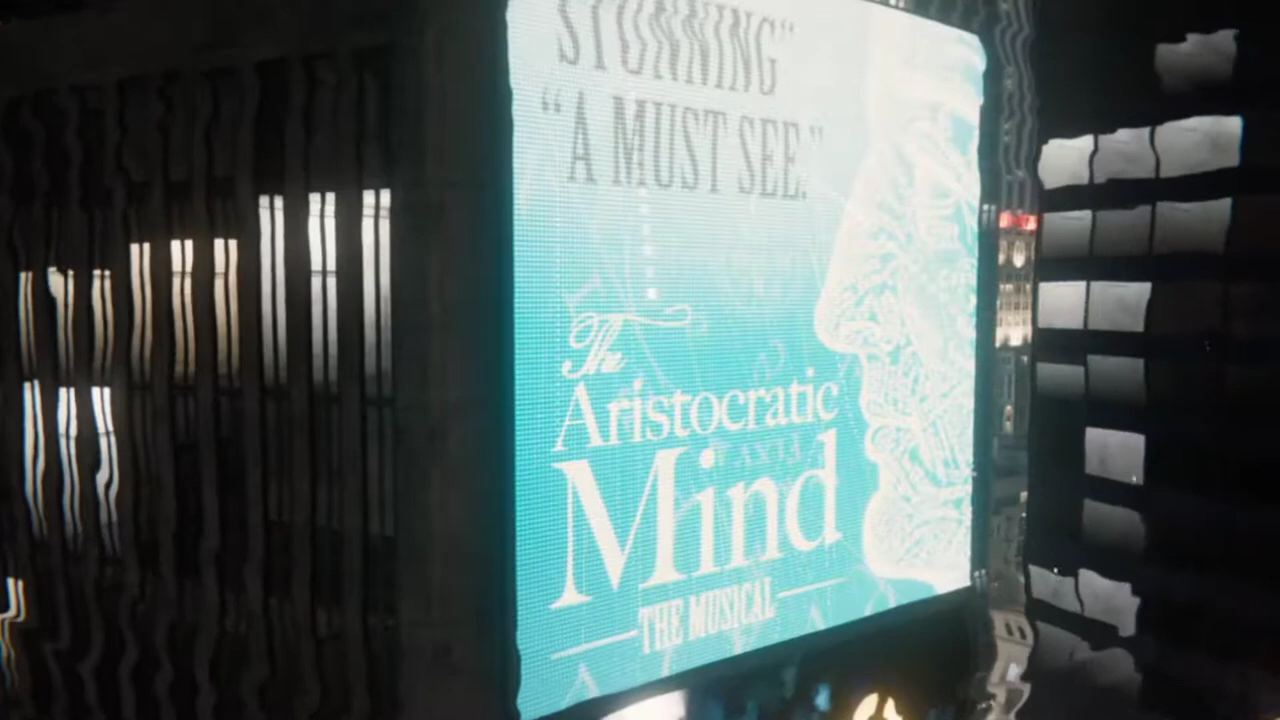 STUNNING"
"A MUST SEE."
The
Aristocratic
Mind
THE MUSICAL